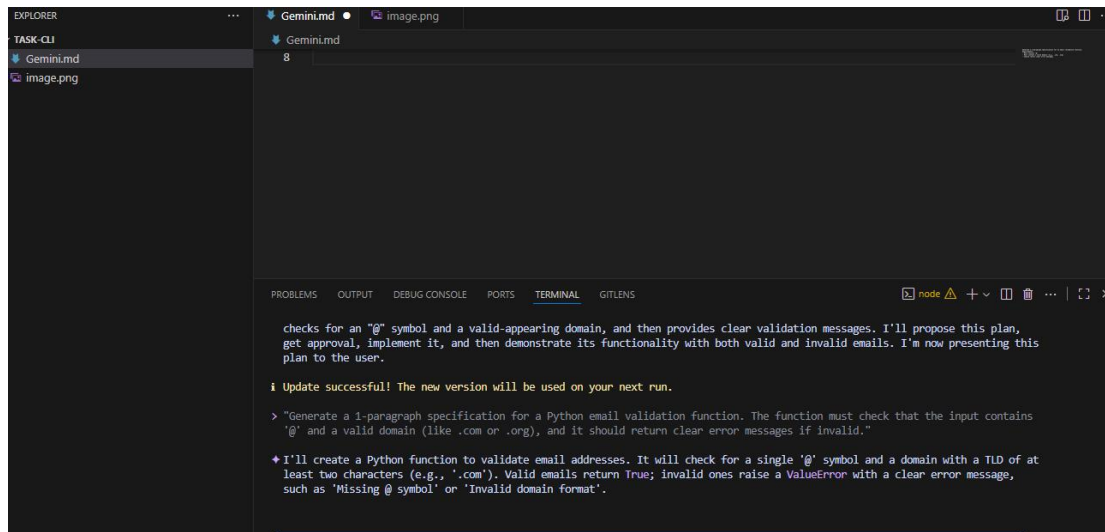 EXPLORER
...
Gemini.md
image.png
TASK-CLI
Gemini.md
image.png
Gemini.md
8
PROBLEMS OUTPUT DEBUG CONSOLE PORTS TERMINAL GITLENS
node
checks for an "@" symbol and a valid-appearing domain, and then provides clear validation messages. I'll propose this plan,
get approval, implement it, and then demonstrate its functionality with both valid and invalid emails. I'm now presenting this
plan to the user.
i Update successful! The new version will be used on your next run.
> "Generate a 1-paragraph specification for a Python email validation function. The function must check that the input contains
'@' and a valid domain (like .com or .org), and it should return clear error messages if invalid."
✦ I'll create a Python function to validate email addresses. It will check for a single '@' symbol and a domain with a TLD of at
least two characters (e.g., '.com'). Valid emails return True; invalid ones raise a ValueError with a clear error message,
such as 'Missing @ symbol' or 'Invalid domain format'.